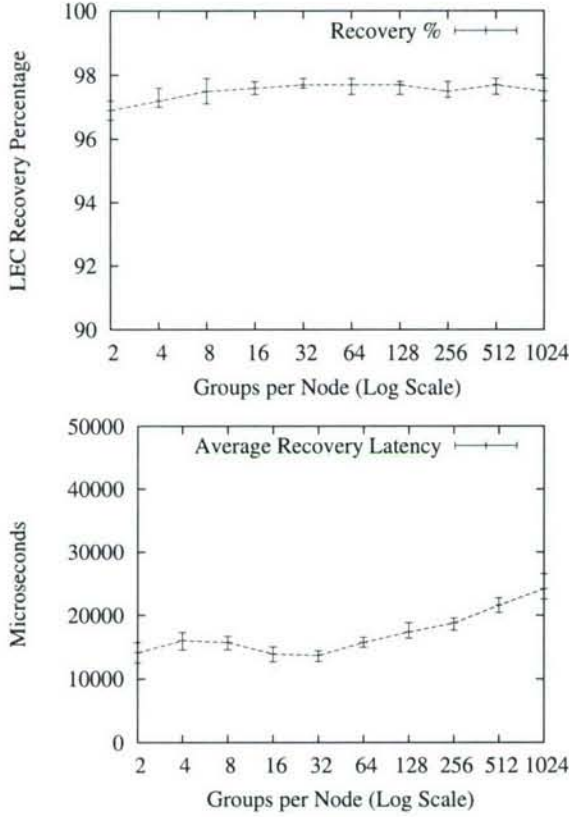 100
98
96
94
92
90
LEC Recovery Percentage
Recovery %
2 4 8 16 32 64 128 256 512 1024
Groups per Node (Log Scale)
50000
40000
30000
20000
10000
0
Microseconds
Average Recovery Latency
2 4 8 16 32 64 128 256 512 1024
Groups per Node (Log Scale)